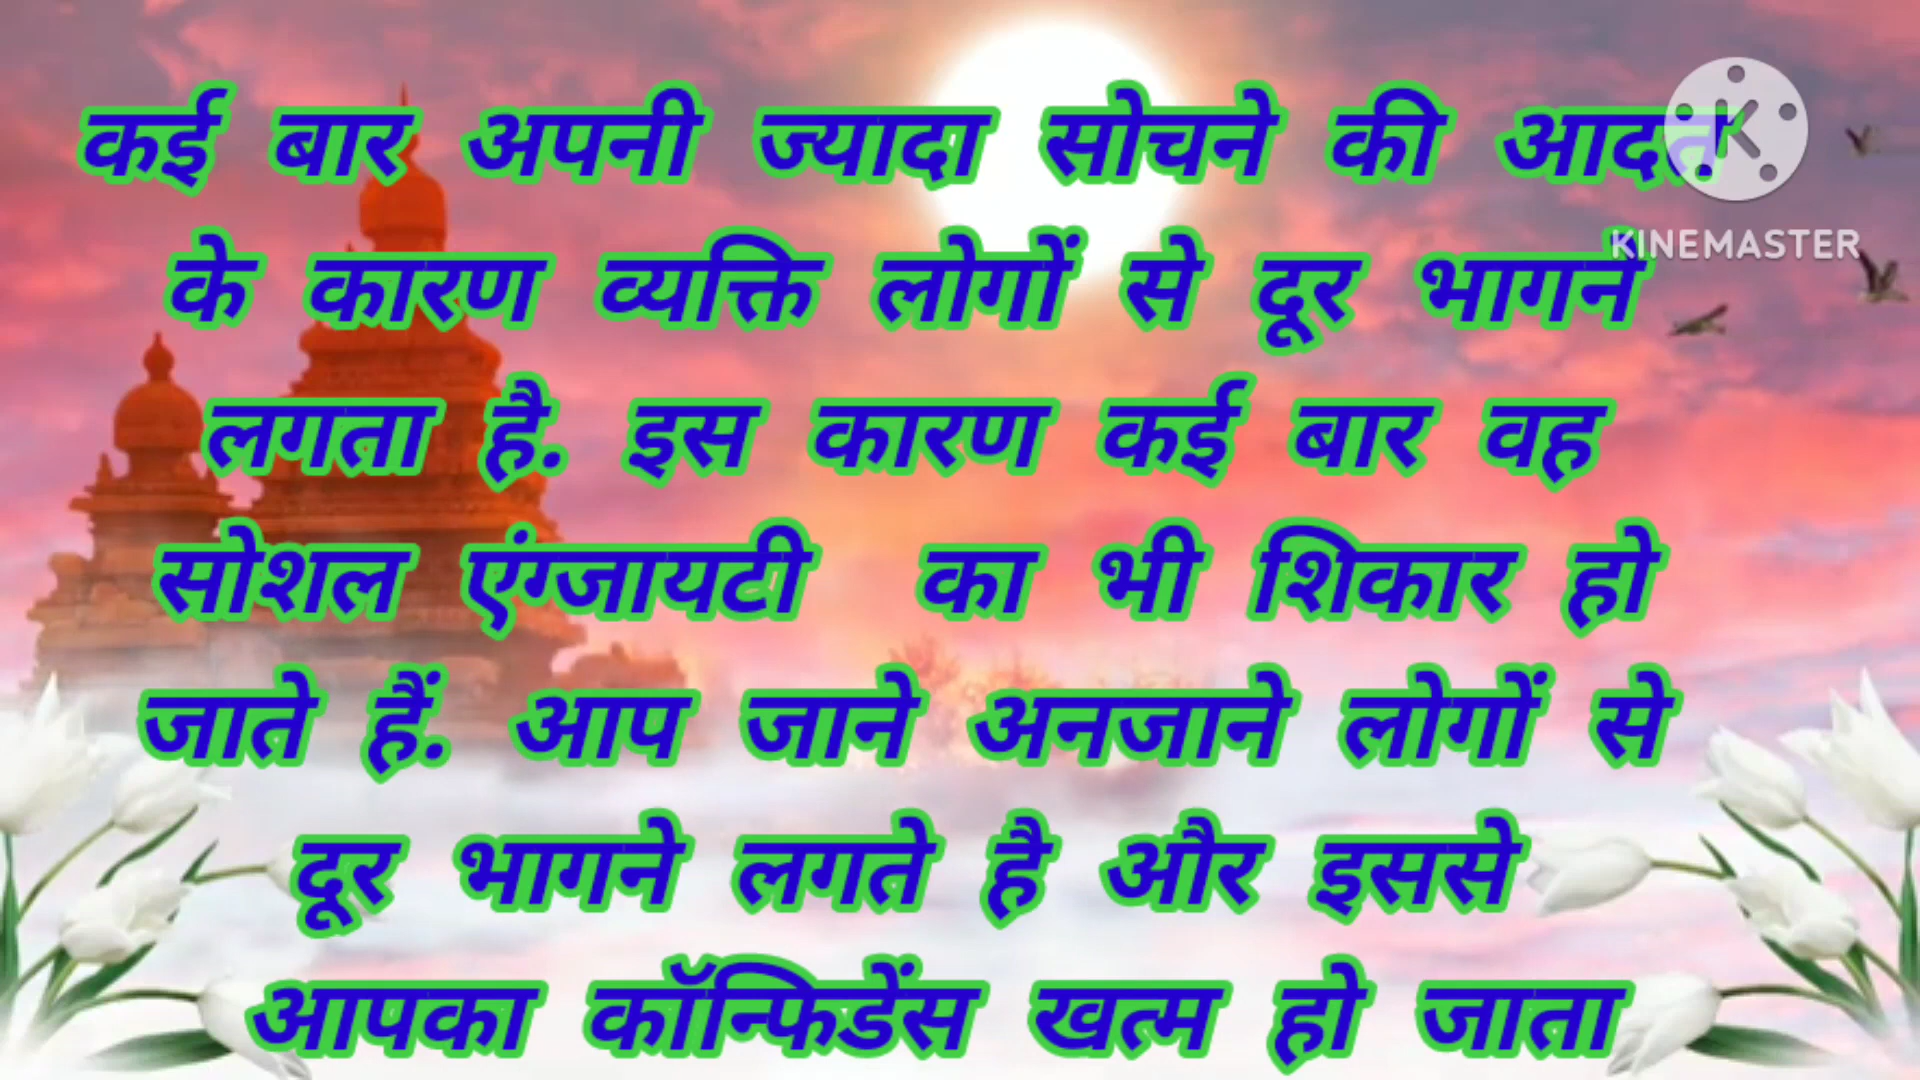 कई बार अपनी ज्यादा सोचने की आदत
के कारण व्यक्ति लोगों से दूर भागने
लगता है. इस कारण कई बार वह
सोशल एंग्जायटी का भी शिकार हो
जाते हैं. आप जाने अनजाने लोगों से
दूर भागने लगते है और इससे
आपका कॉन्फिडेंस खत्म हो जाता
K
KINEMASTER